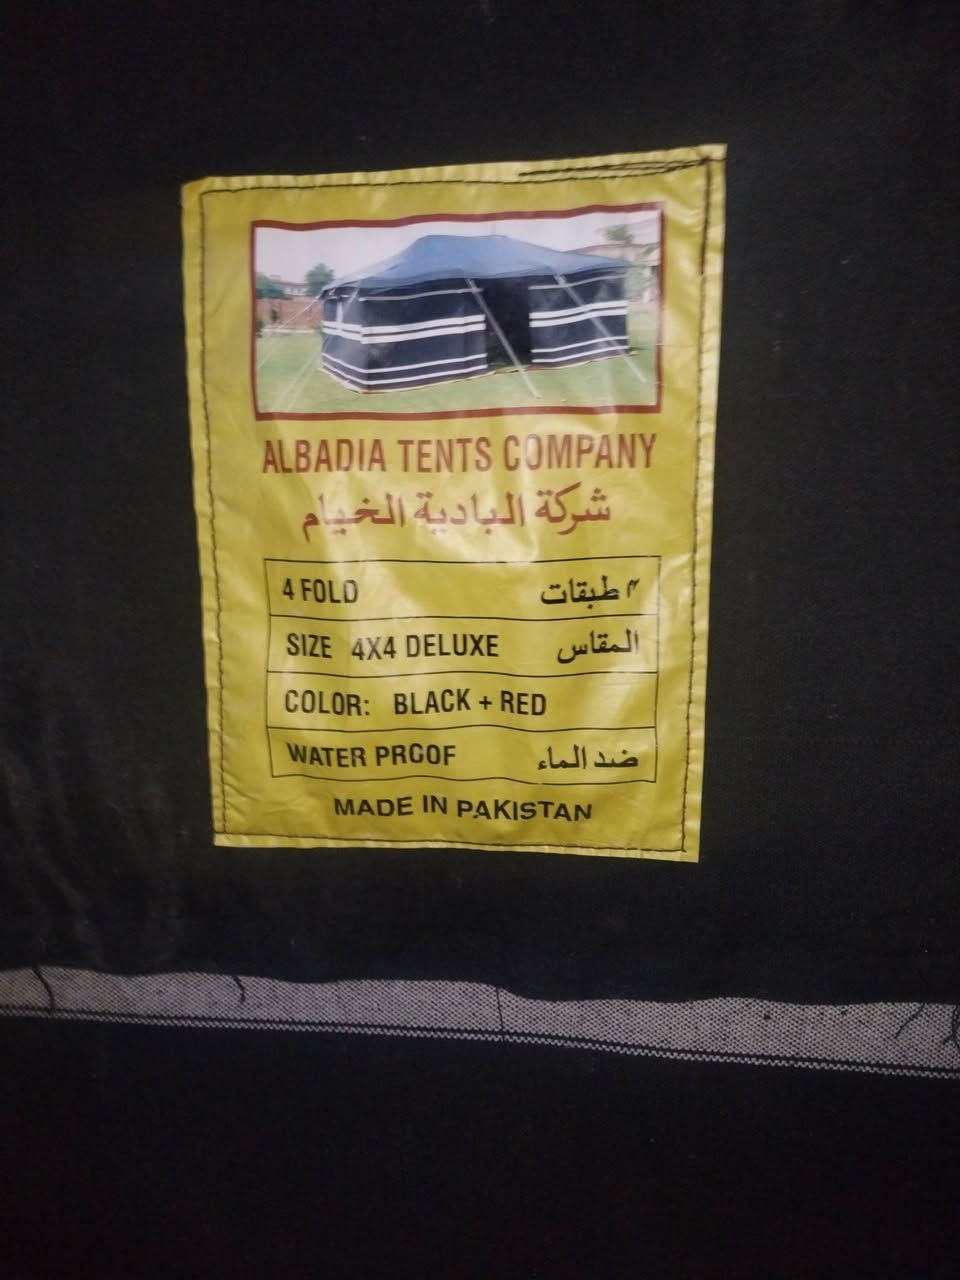 ALBADIA TENTS COMPANY
شركة البادية الخيام
4 FOLD ٣ طبقات
SIZE 4X4 DELUXE المقاس
COLOR: BLACK + RED
WATER PRCOF ضد الماء
MADE IN PAKISTAN